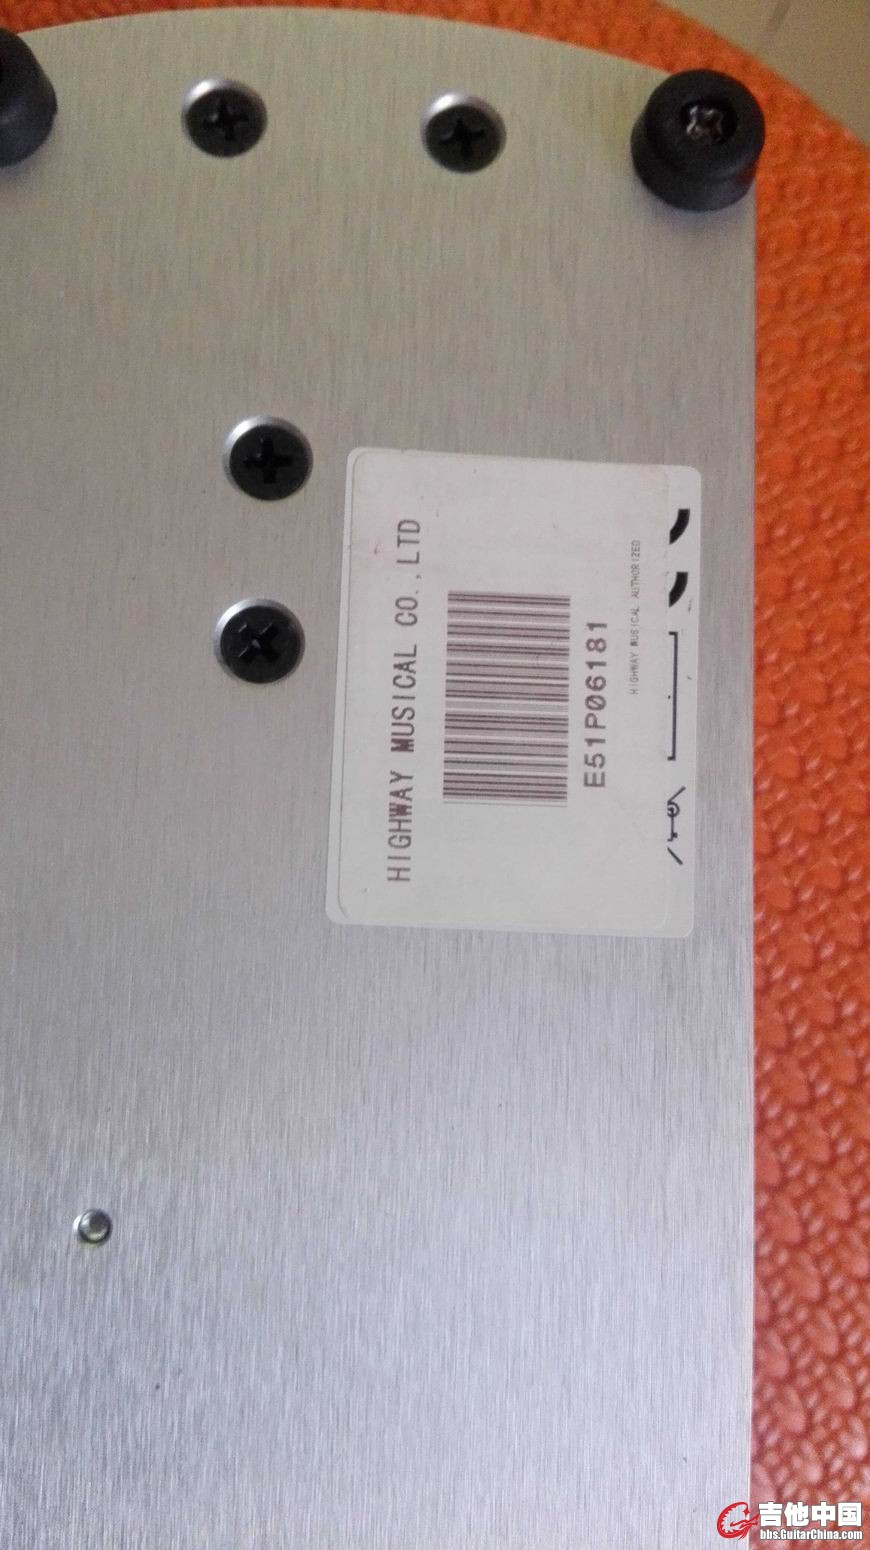 HIGHWAY MUSICAL CO.,LTD
E51P06181
HIGHWAY MUSICAL AUTHORIZED
吉他中国
bbs.GuitarChina.com